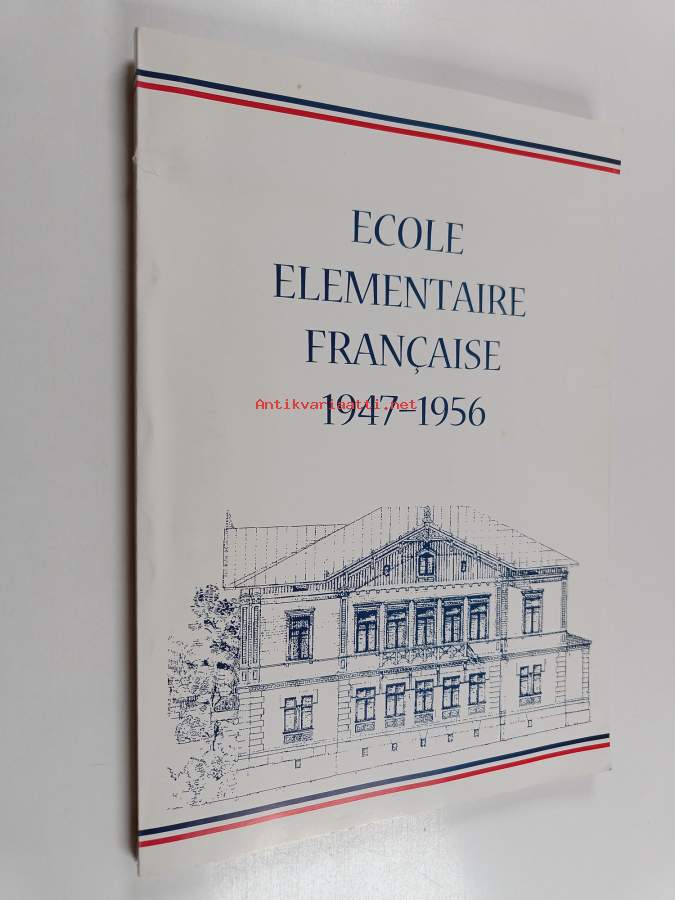 ECOLE
ELEMENTAIRE
FRANÇAISE
Antikvariaatti.net
1947–1956